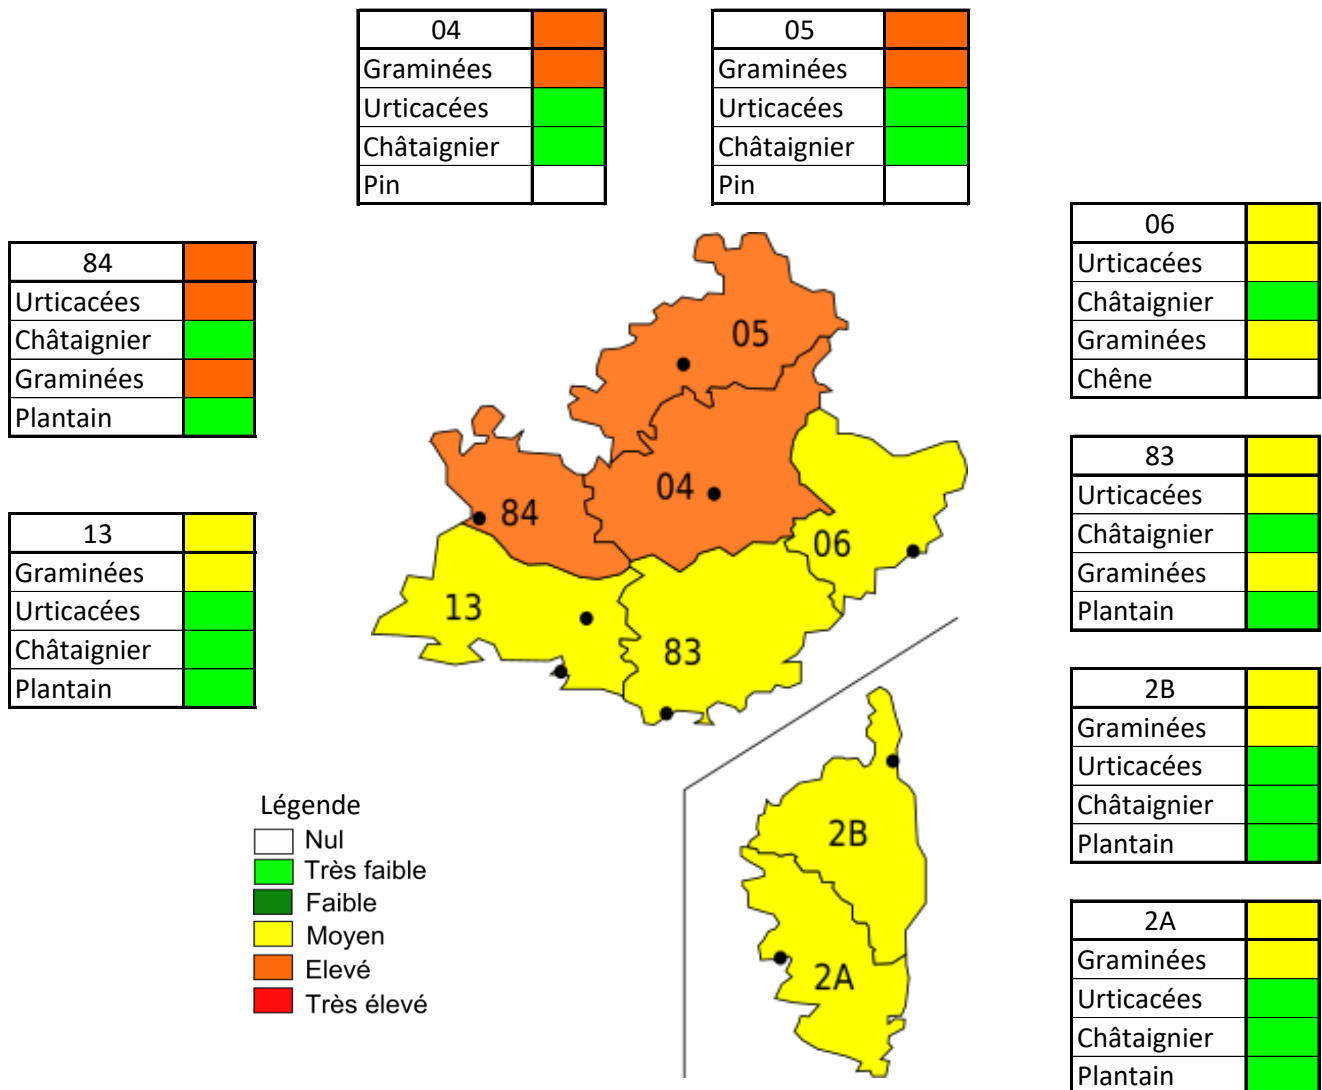 04
Graminées
Urticacées
Châtaignier
Pin
05
Graminées
Urticacées
Châtaignier
Pin
84
Urticacées
Châtaignier
Graminées
Plantain
13
Graminées
Urticacées
Châtaignier
Plantain
06
Urticacées
Châtaignier
Graminées
Chêne
83
Urticacées
Châtaignier
Graminées
Plantain
2B
Graminées
Urticacées
Châtaignier
Plantain
2A
Graminées
Urticacées
Châtaignier
Plantain
05
04
84
06
13
83
2B
2A
Légende
Nul
Très faible
Faible
Moyen
Elevé
Très élevé